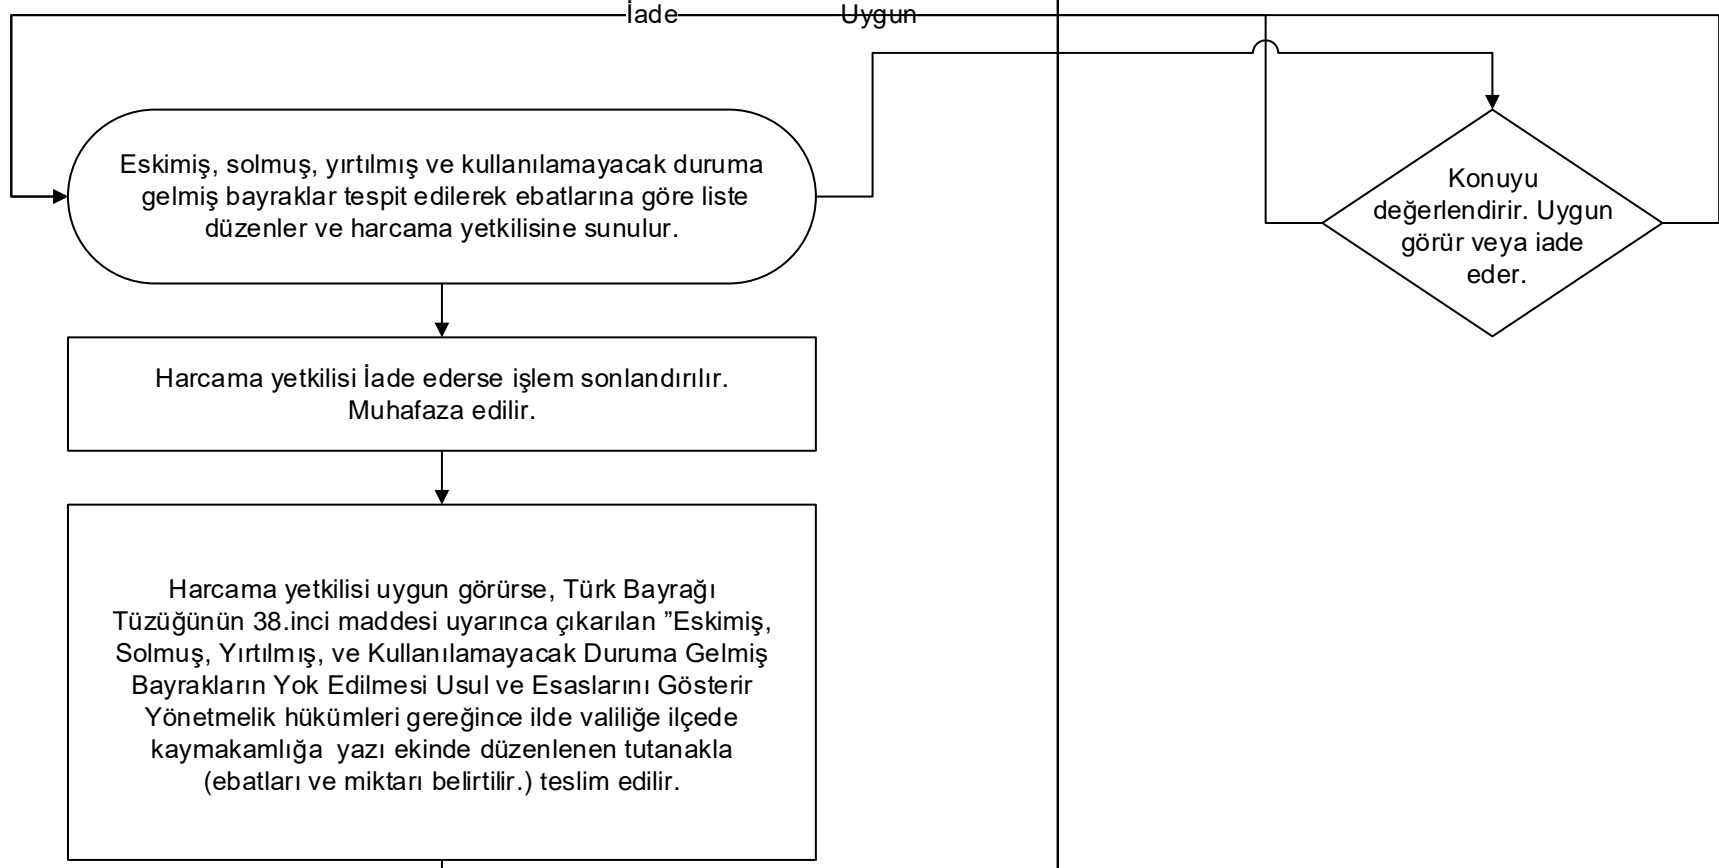 İade
Uygun
Eskimiş, solmuş, yırtılmış ve kullanılamayacak duruma
gelmiş bayraklar tespit edilerek ebatlarına göre liste
düzenler ve harcama yetkilisine sunulur.
Konuyu
değerlendirir. Uygun
görür veya iade
eder.
Harcama yetkilisi İade ederse işlem sonlandırılır.
Muhafaza edilir.
Harcama yetkilisi uygun görürse, Türk Bayrağı
Tüzüğünün 38.inci maddesi uyarınca çıkarılan ”Eskimiş,
Solmuş, Yırtılmış, ve Kullanılamayacak Duruma Gelmiş
Bayrakların Yok Edilmesi Usul ve Esaslarını Gösterir
Yönetmelik hükümleri gereğince ilde valiliğe ilçede
kaymakamlığa  yazı ekinde düzenlenen tutanakla
(ebatları ve miktarı belirtilir.) teslim edilir.